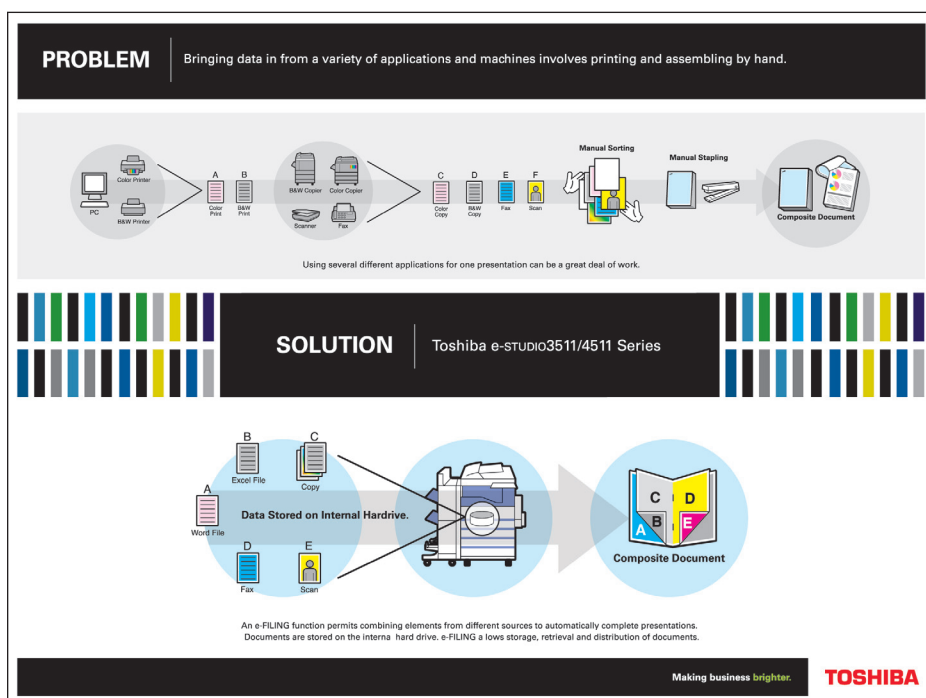 PROBLEM
Bringing data in from a variety of applications and machines involves printing and assembling by hand.
PC
Color Printer
B&W Printer
A
Color
Print
B
B&W
Print
B&W Copier
Color Copier
Scanner
Fax
C
Color
Copy
D
B&W
Copy
E
Fax
F
Scan
Manual Sorting
Manual Stapling
Composite Document
Using several different applications for one presentation can be a great deal of work.
SOLUTION
Toshiba e-STUDIO3511/4511 Series
A
Word File
B
Excel File
C
Copy
Data Stored on Internal Hardrive.
D
Fax
E
Scan
C D
A B E
Composite Document
An e-FILING function permits combining elements from different sources to automatically complete presentations.
Documents are stored on the interna hard drive. e-FILING a lows storage, retrieval and distribution of documents.
Making business brighter.
TOSHIBA